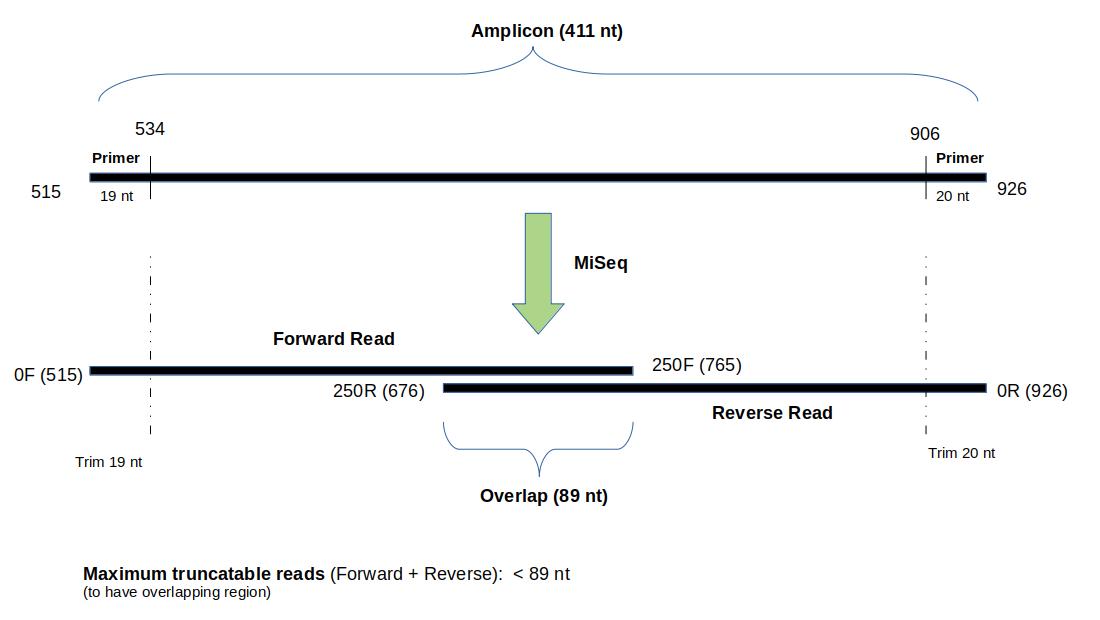 Amplicon (411 nt)
534
906
Primer
Primer
515
19 nt
20 nt
926
MiSeq
Forward Read
0F (515)
250F (765)
250R (676)
0R (926)
Reverse Read
Trim 19 nt
Trim 20 nt
Overlap (89 nt)
Maximum truncatable reads (Forward + Reverse):  < 89 nt
(to have overlapping region)